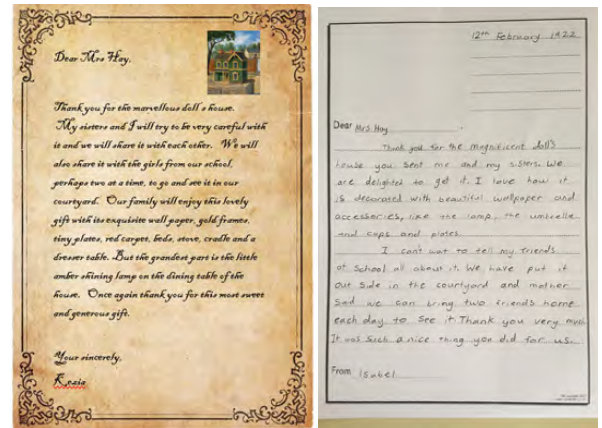 Dear Mrs Hay,
Thank you for the marvellous doll's house.
My sisters and I will try to be very careful with
it and we will share it with each other. We will
also share it with the girls from our school,
perhaps two at a time, to go and see it in our
courtyard. Our family will enjoy this lovely
gift with its exquisite wall paper, gold frames,
tiny plates, red carpet, beds, stove, cradle and a
dresser table. But the grandest part is the little
amber shining lamp on the dining table of the
house. Once again thank you for this most sweet
and generous gift.
Your sincerely,
Kezia
12th February 1922
Dear Mrs Hay
Thank you for the magnificent doll's
house you sent me and my sisters. We
are delighted to get it. I love how it
is decorated with beautiful wallpaper and
accessories, like the lamp, the umbrella
and cups and plates.
I can't wat to tell my friends
at school all about it. We have put it
out side in the courtyard and mother
sad we can bring two friends home
each day to see it. Thank you very much.
It was such a nice thing you did for us.
From Isabel